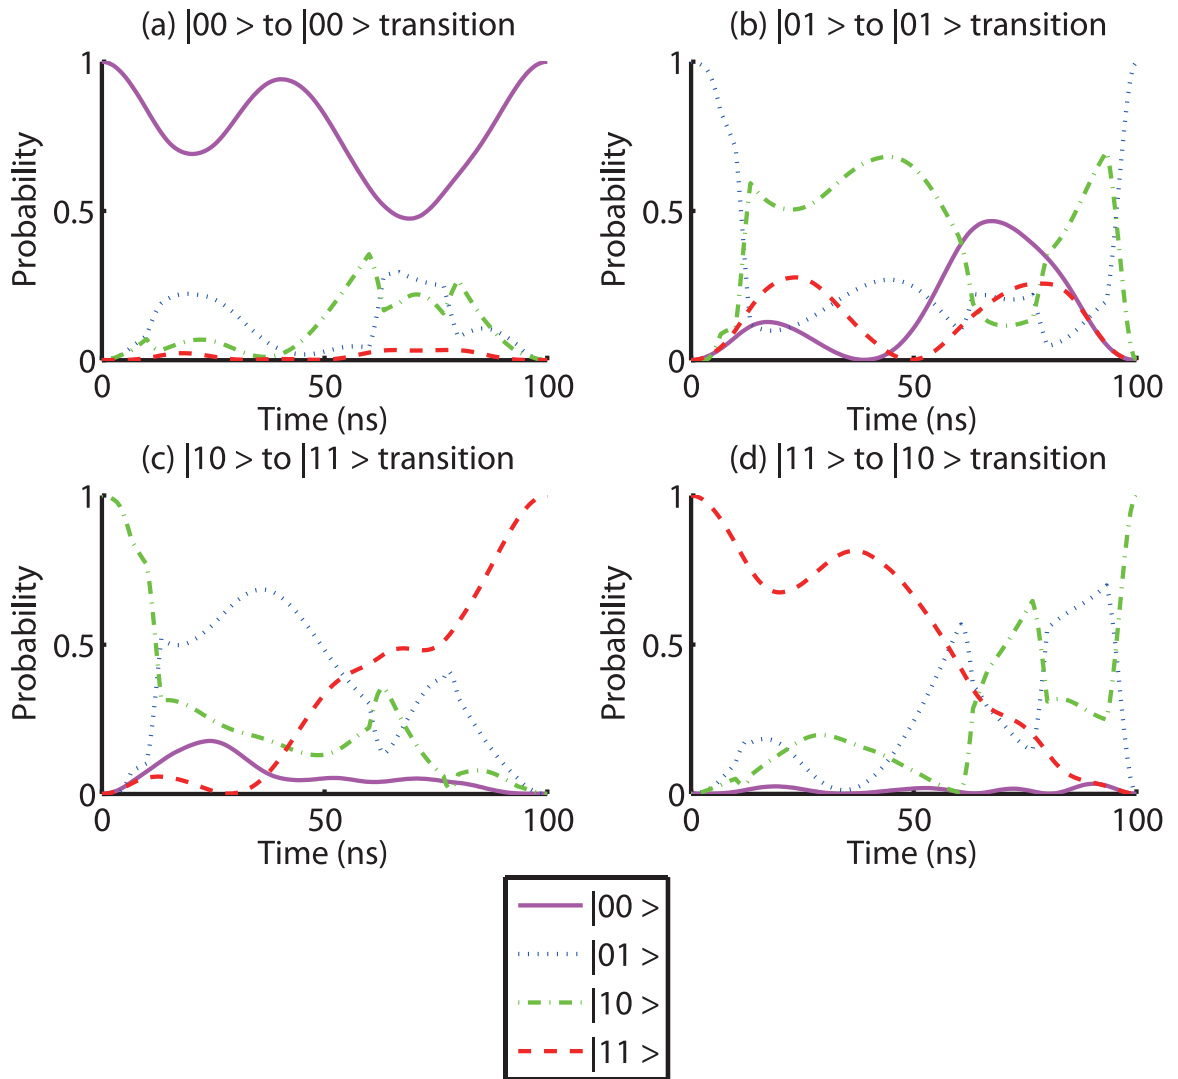 (a) |00 > to |00 > transition
(b) |01 > to |01 > transition
1
0.5
0
Probability
0
50
100
Time (ns)
1
0.5
0
Probability
0
50
100
Time (ns)
(c) |10 > to |11 > transition
(d) |11 > to |10 > transition
1
0.5
0
Probability
0
50
100
Time (ns)
1
0.5
0
Probability
0
50
100
Time (ns)
|00 >
|01 >
|10 >
|11 >